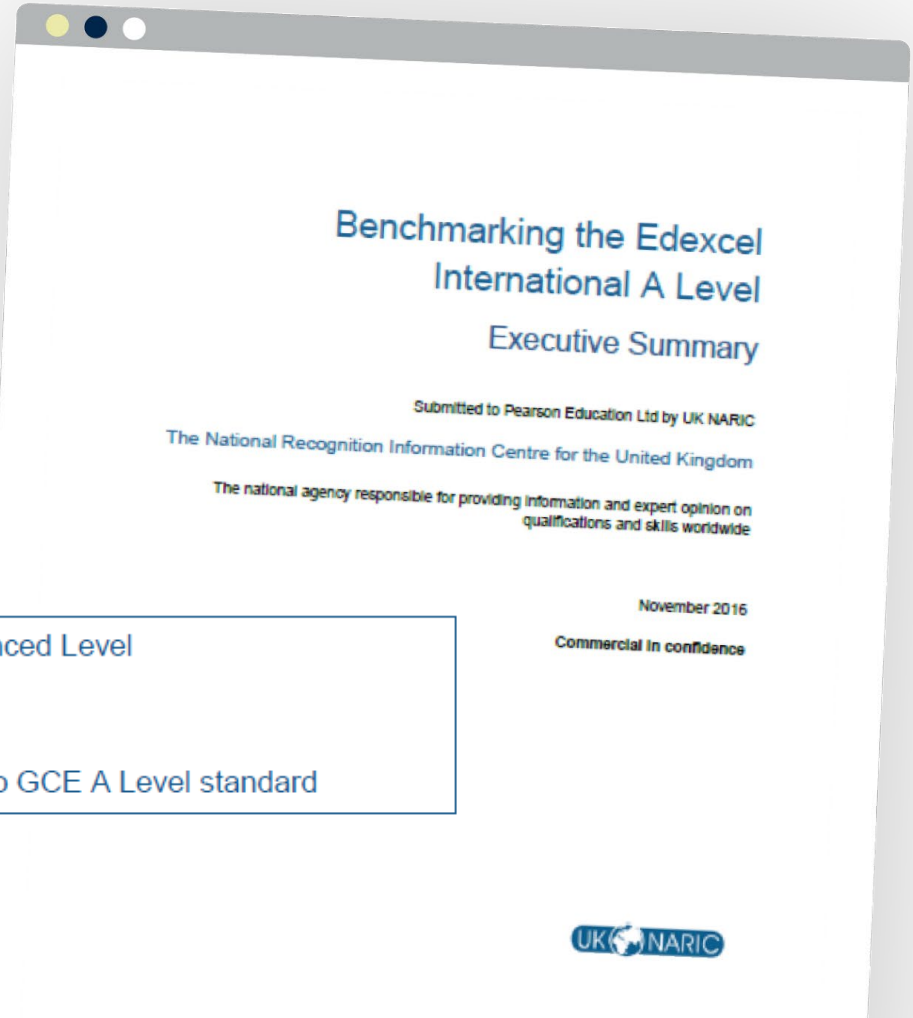 Benchmarking the Edexcel
International A Level
Executive Summary
Submitted to Pearson Education Ltd by UK NARIC
The National Recognition Information Centre for the United Kingdom
The national agency responsible for providing information and expert opinion on
qualifications and skills worldwide
November 2016
Commercial in confidence
Level
GCE A Level standard
UK NARIC